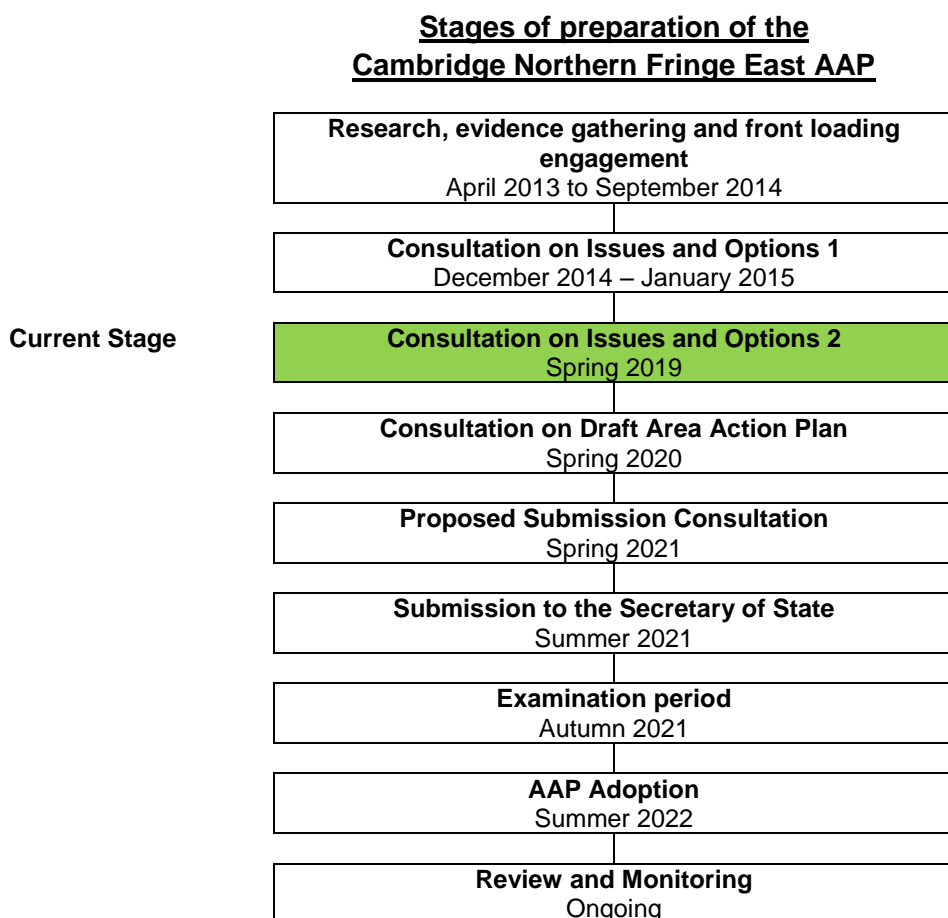 Stages of preparation of the
Cambridge Northern Fringe East AAP
Research, evidence gathering and front loading
engagement
April 2013 to September 2014
Consultation on Issues and Options 1
December 2014 – January 2015
Current Stage
Consultation on Issues and Options 2
Spring 2019
Consultation on Draft Area Action Plan
Spring 2020
Proposed Submission Consultation
Spring 2021
Submission to the Secretary of State
Summer 2021
Examination period
Autumn 2021
AAP Adoption
Summer 2022
Review and Monitoring
Ongoing